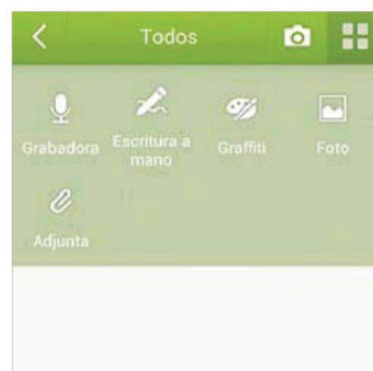 Todos
Grabadora
Escritura a
mano
Graffiti
Foto
Adjunta